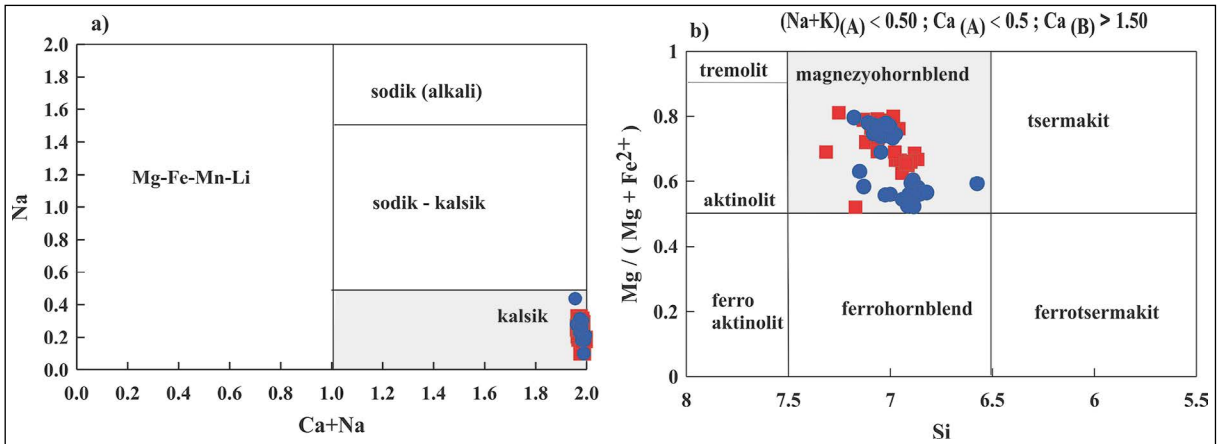 a)
2.0
1.8
1.6
1.4
1.2
1.0
0.8
0.6
0.4
0.2
0.0
Na
sodik (alkali)
Mg-Fe-Mn-Li
sodik - kalsik
kalsik
0.0 0.2 0.4 0.6 0.8 1.0 1.2 1.4 1.6 1.8 2.0
Ca+Na
b)
(Na+K)(A) < 0.50 ; Ca (A) < 0.5 ; Ca (B) > 1.50
1
0.8
0.6
0.4
0.2
0
Mg / ( Mg + Fe2+)
tremolit
magnezyohornblend
tsermakit
aktinolit
ferro
aktinolit
ferrohornblend
ferrotsermakit
8 7.5 7 6.5 6 5.5
Si